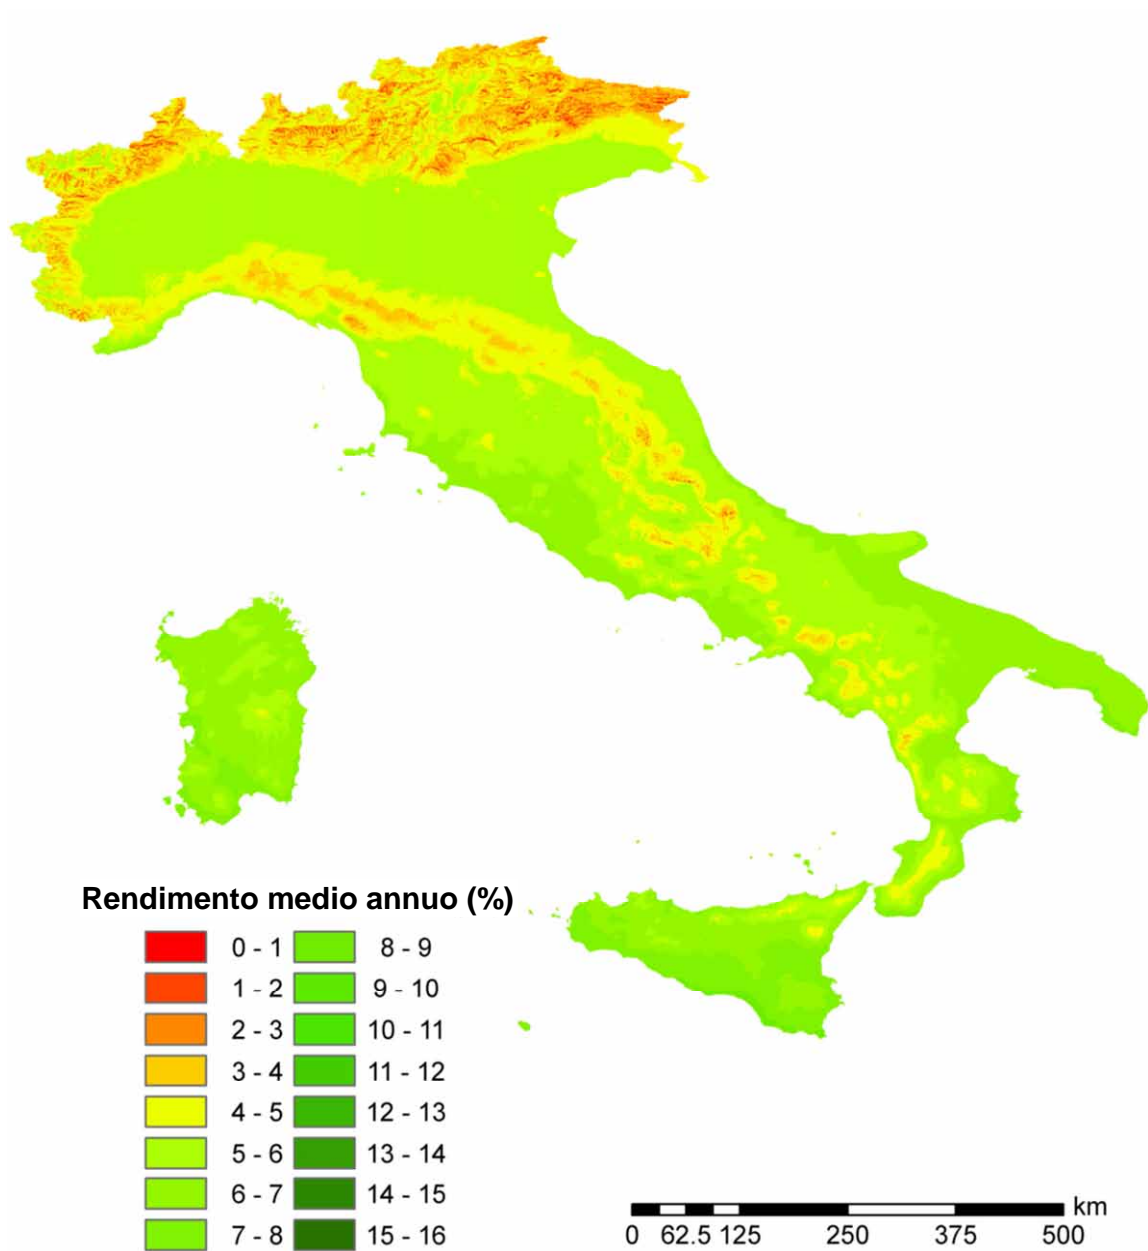 Rendimento medio annuo (%)
0 - 1 8 - 9
1 - 2 9 - 10
2 - 3 10 - 11
3 - 4 11 - 12
4 - 5 12 - 13
5 - 6 13 - 14
6 - 7 14 - 15
7 - 8 15 - 16
km
0 62.5 125 250 375 500